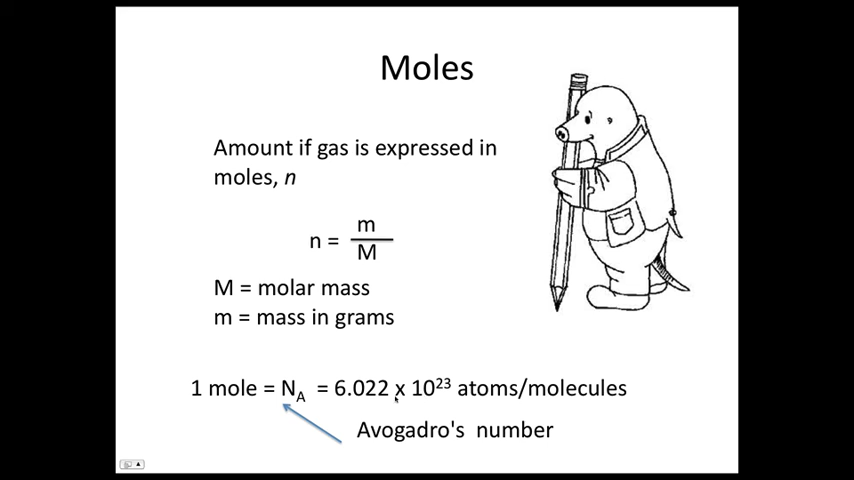 Moles
Amount if gas is expressed in
moles, n
n = m/M
M = molar mass
m = mass in grams
1 mole = N_A = 6.022 x 10²³ atoms/molecules
Avogadro's number